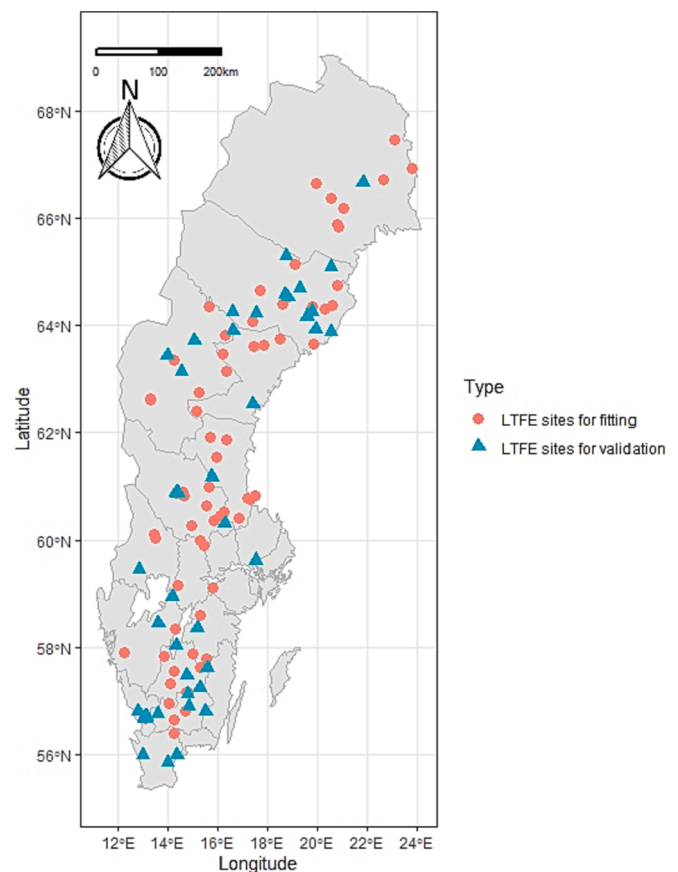 0 100 200km
N
68°N
66°N
64°N
62°N
60°N
58°N
56°N
12°E 14°E 16°E 18°E 20°E 22°E 24°E
Longitude
Latitude
Type
LTFE sites for fitting
LTFE sites for validation